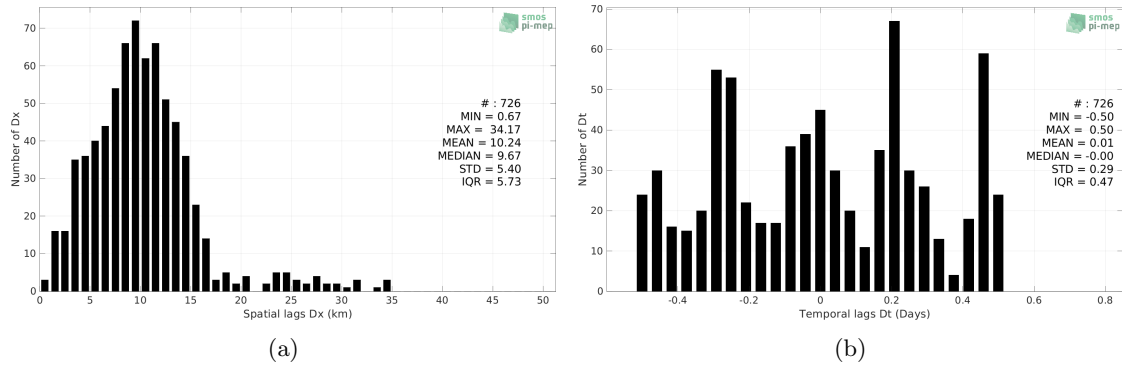 smos
pi-mep
70
60
50
40
30
20
10
0
Number of Dx
# : 726
MIN = 0.67
MAX = 34.17
MEAN = 10.24
MEDIAN = 9.67
STD = 5.40
IQR = 5.73
0 5 10 15 20 25 30 35 40 45 50
Spatial lags Dx (km)
(a)
smos
pi-mep
70
60
50
40
30
20
10
0
Number of Dt
# : 726
MIN = -0.50
MAX = 0.50
MEAN = 0.01
MEDIAN = -0.00
STD = 0.29
IQR = 0.47
-0.4 -0.2 0 0.2 0.4 0.6 0.8
Temporal lags Dt (Days)
(b)